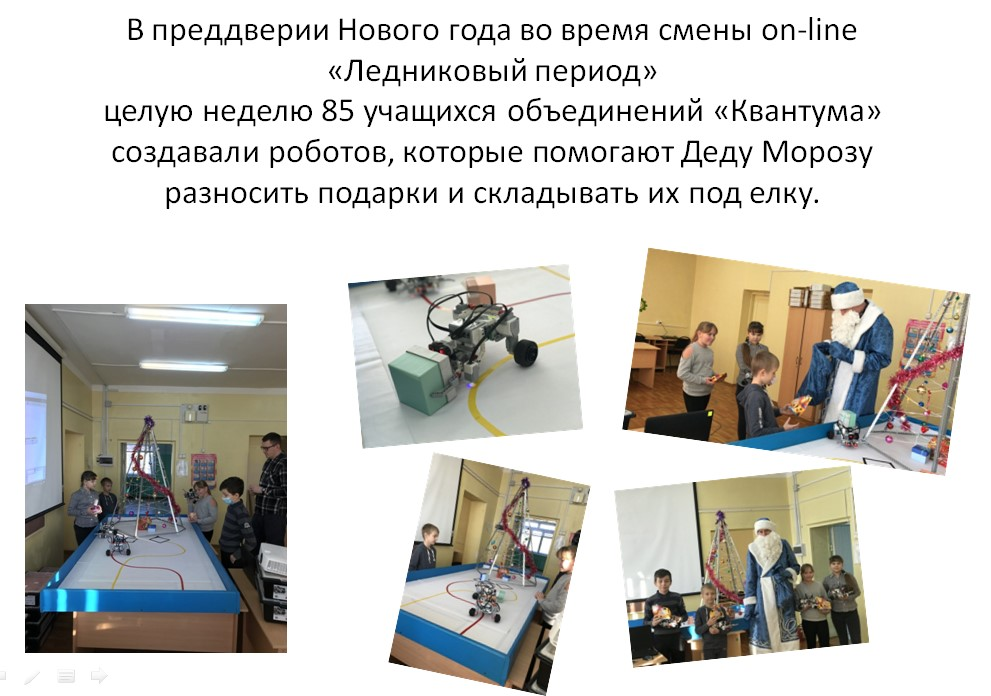 В преддверии Нового года во время смены on-line
«Ледниковый период»
целую неделю 85 учащихся объединений «Квантума»
создавали роботов, которые помогают Деду Морозу
разносить подарки и складывать их под елку.